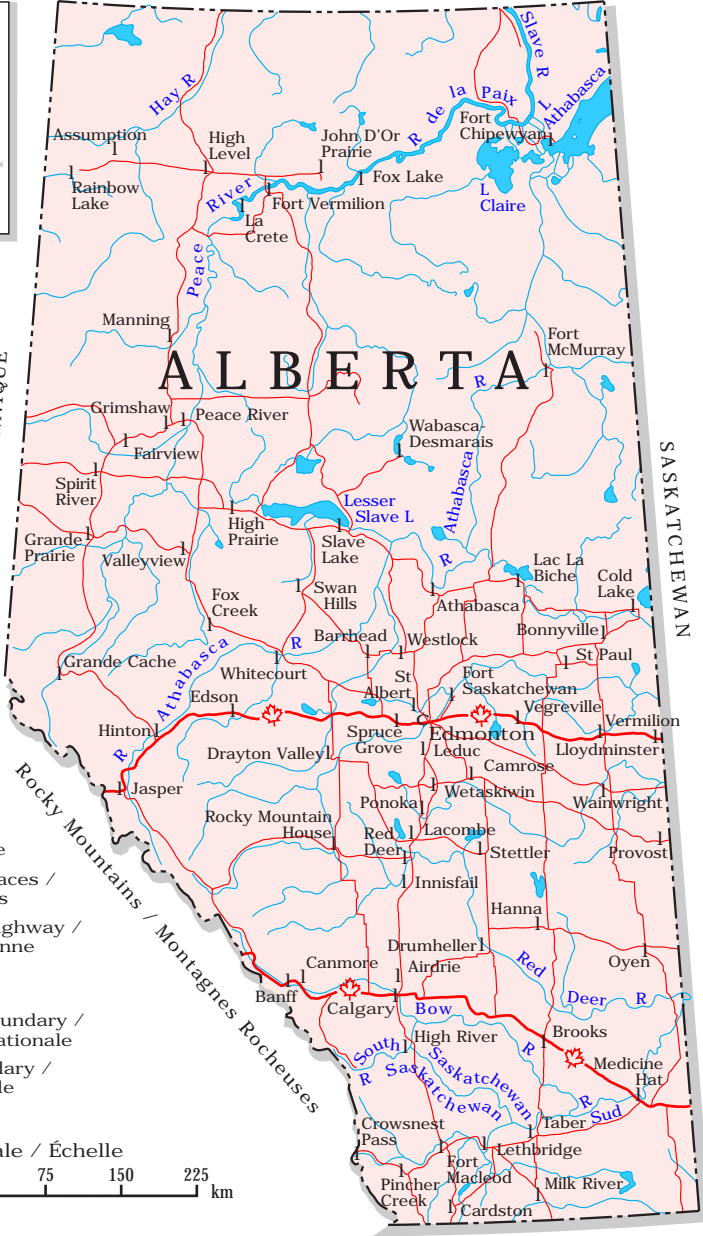 Slave R
Hay R
R de la Paix
L
Athabasca
Fort
Chipewyan
Assumption
High
Level
John D'Or
Prairie
Fox Lake
Rainbow
Lake
River
Fort Vermilion
L
Claire
La
Crete
Peace
Manning
Fort
McMurray
ALBERTA
R
Grimshaw
Peace River
Wabasca-
Desmarais
Fairview
Spirit
River
Athabasca
SASKATCHEWAN
Lesser
Slave L
High
Prairie
Grande
Prairie
Valleyview
Slave
Lake
R
Lac La
Biche
Cold
Lake
Fox
Creek
Swan
Hills
Athabasca
Bonnyville
Barrhead
Westlock
R
Athabasca
St Paul
Grande Cache
Whitecourt
St
Albert
Fort
Saskatchewan
Edson
Vegreville
Vermilion
Hinton
Spruce
Grove
Edmonton
Lloydminster
R
Drayton Valley
Leduc
Camrose
Jasper
Wetaskiwin
Ponoka
Wainwright
Rocky Mountain
House
Red
Deer
Lacombe
Stettler
Provost
Innisfail
Hanna
Rocky Mountains / Montagnes Rocheuses
aces /
s
ghway /
nne
Drumheller
Canmore
Airdrie
Red
Deer R
Oyen
Banff
Calgary
Bow
R
undary /
ationale
dary /
le
High River
Brooks
South
Saskatchewan
R
Saskatchewan
R
Sud
Medicine
Hat
Crowsnest
Pass
Taber
Lethbridge
ale / Échelle
75 150 225
km
Fort
Macleod
Pincher
Creek
Milk River
Cardston